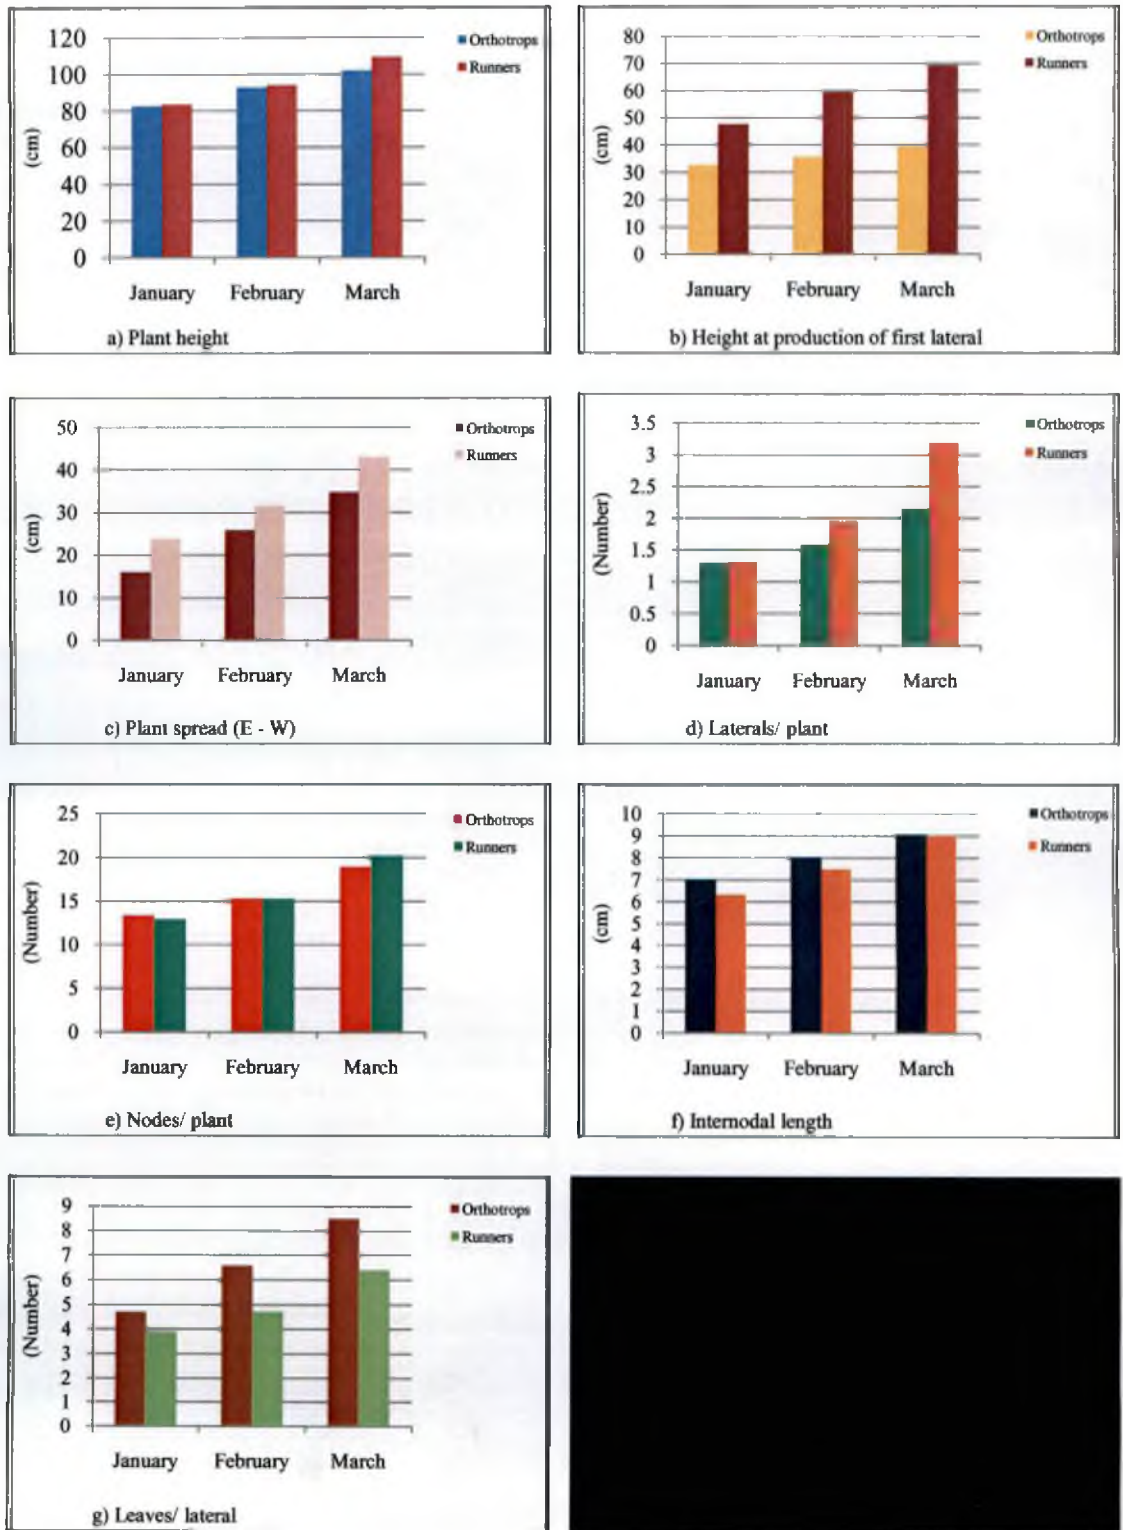 120
100
80
60
40
20
0
(cm)
January February March
Orthotrops
Runners
a) Plant height
80
70
60
50
40
30
20
10
0
(cm)
January February March
Orthotrops
Runners
b) Height at production of first lateral
50
40
30
20
10
0
(cm)
January February March
Orthotrops
Runners
c) Plant spread (E - W)
3.5
3
2.5
2
1.5
1
0.5
0
(Number)
January February March
Orthotrops
Runners
d) Laterals/ plant
25
20
15
10
5
0
(Number)
January February March
Orthotrops
Runners
e) Nodes/ plant
10
9
8
7
6
5
4
3
2
1
0
(cm)
January February March
Orthotrops
Runners
f) Internodal length
9
8
7
6
5
4
3
2
1
0
(Number)
January February March
Orthotrops
Runners
g) Leaves/ lateral